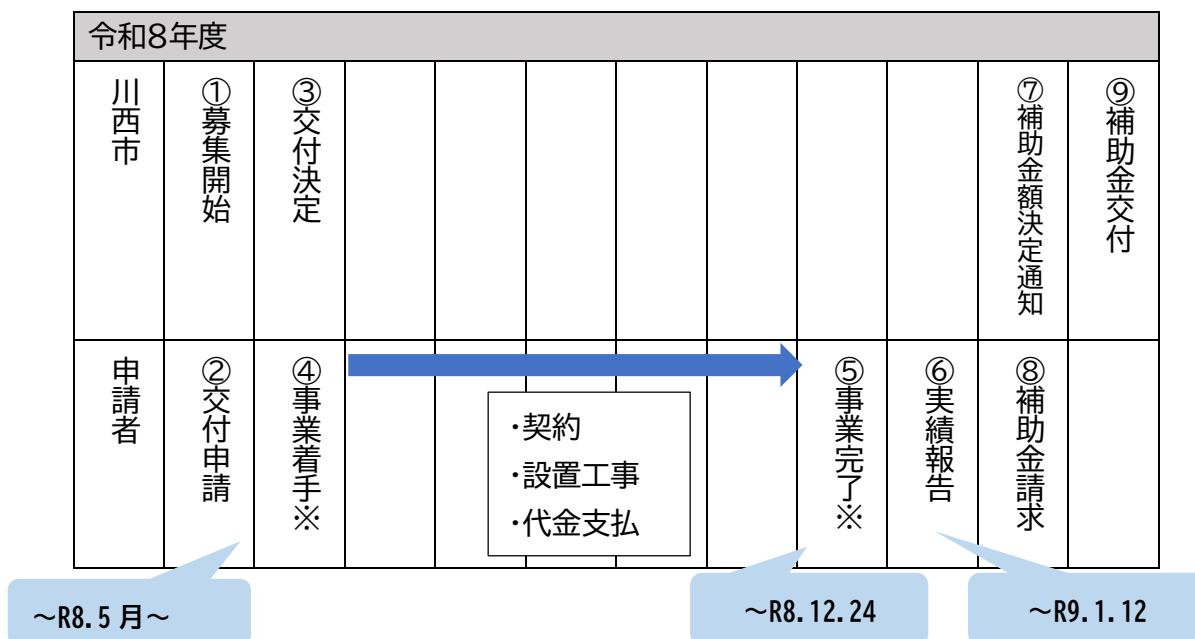 令和8年度
川西市
①募集開始
③交付決定
⑦補助金額決定通知
⑨補助金交付
申請者
②交付申請
④事業着手※
・契約
・設置工事
・代金支払
⑤事業完了※
⑥実績報告
⑧補助金請求
～R8.5月～
～R8.12.24
～R9.1.12